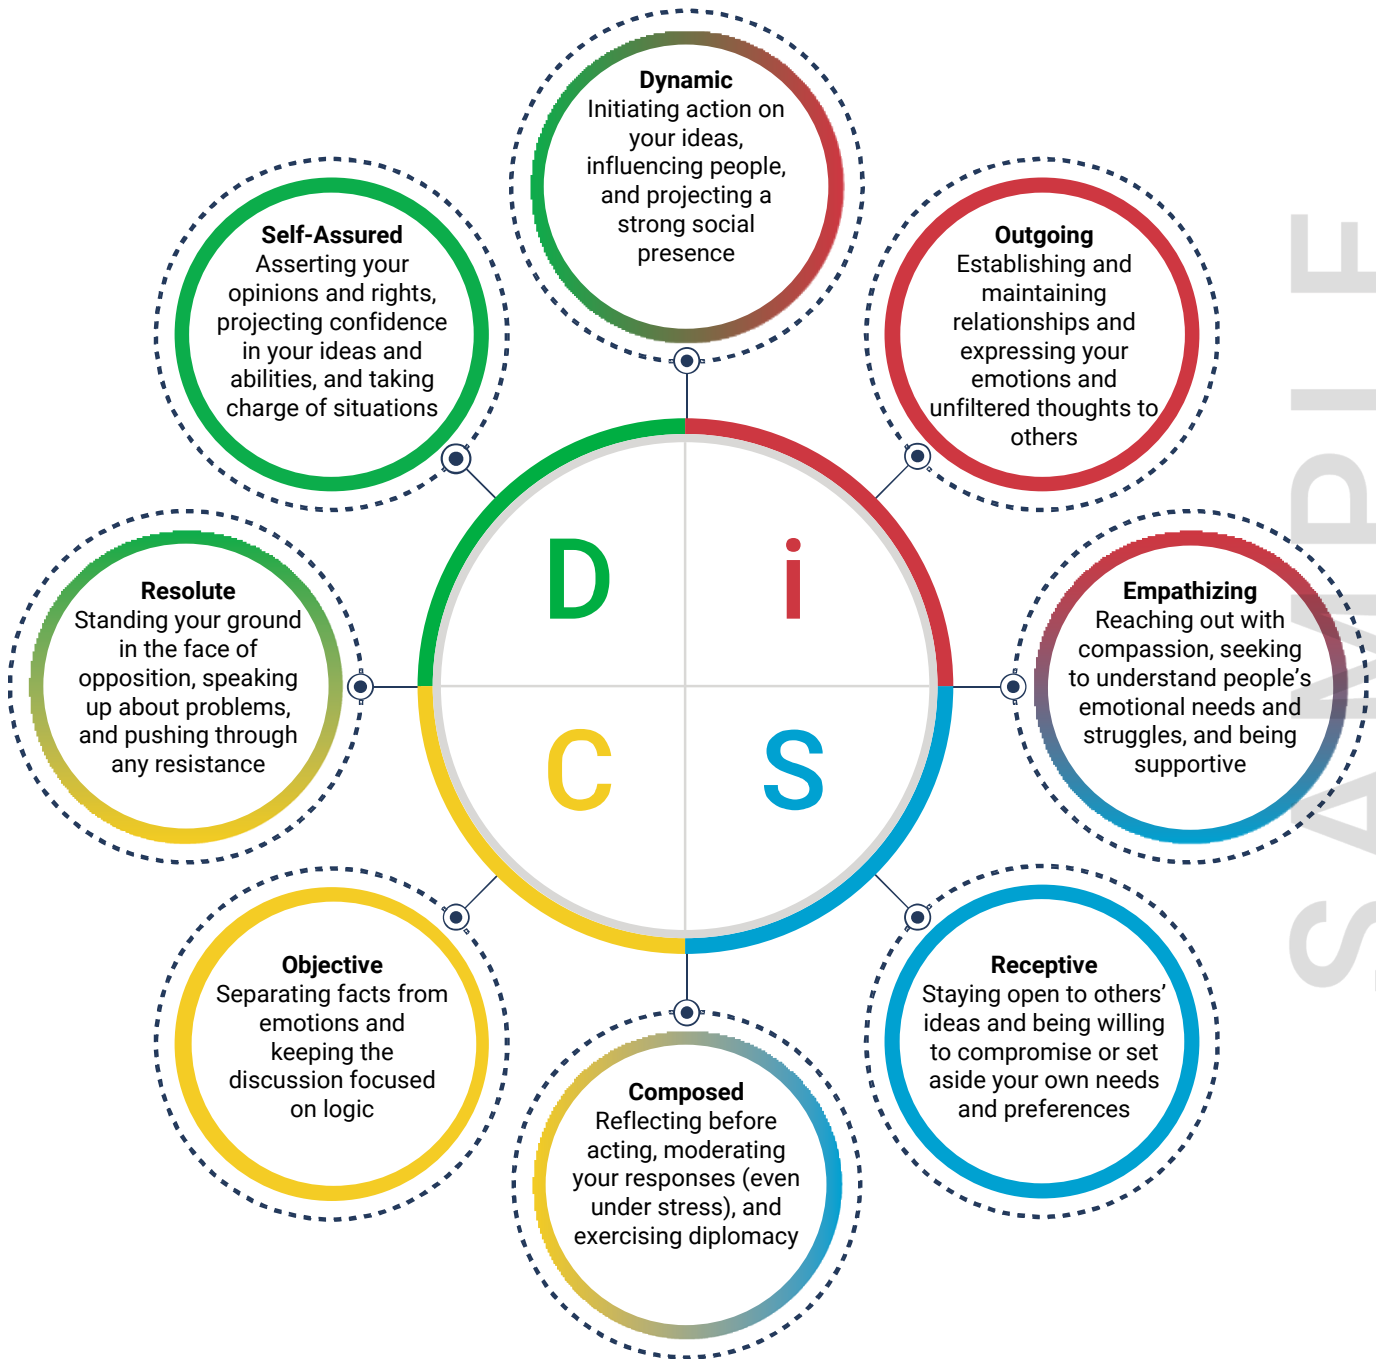 Dynamic
Initiating action on
your ideas,
influencing people,
and projecting a
strong social
presence
Self-Assured
Asserting your
opinions and rights,
projecting confidence
in your ideas and
abilities, and taking
charge of situations
Outgoing
Establishing and
maintaining
relationships and
expressing your
emotions and
unfiltered thoughts to
others
D
i
C
S
Resolute
Standing your ground
in the face of
opposition, speaking
up about problems,
and pushing through
any resistance
Empathizing
Reaching out with
compassion, seeking
to understand people’s
emotional needs and
struggles, and being
supportive
Objective
Separating facts from
emotions and
keeping the
discussion focused
on logic
Receptive
Staying open to others’
ideas and being willing
to compromise or set
aside your own needs
and preferences
Composed
Reflecting before
acting, moderating
your responses (even
under stress), and
exercising diplomacy
SAMPLE